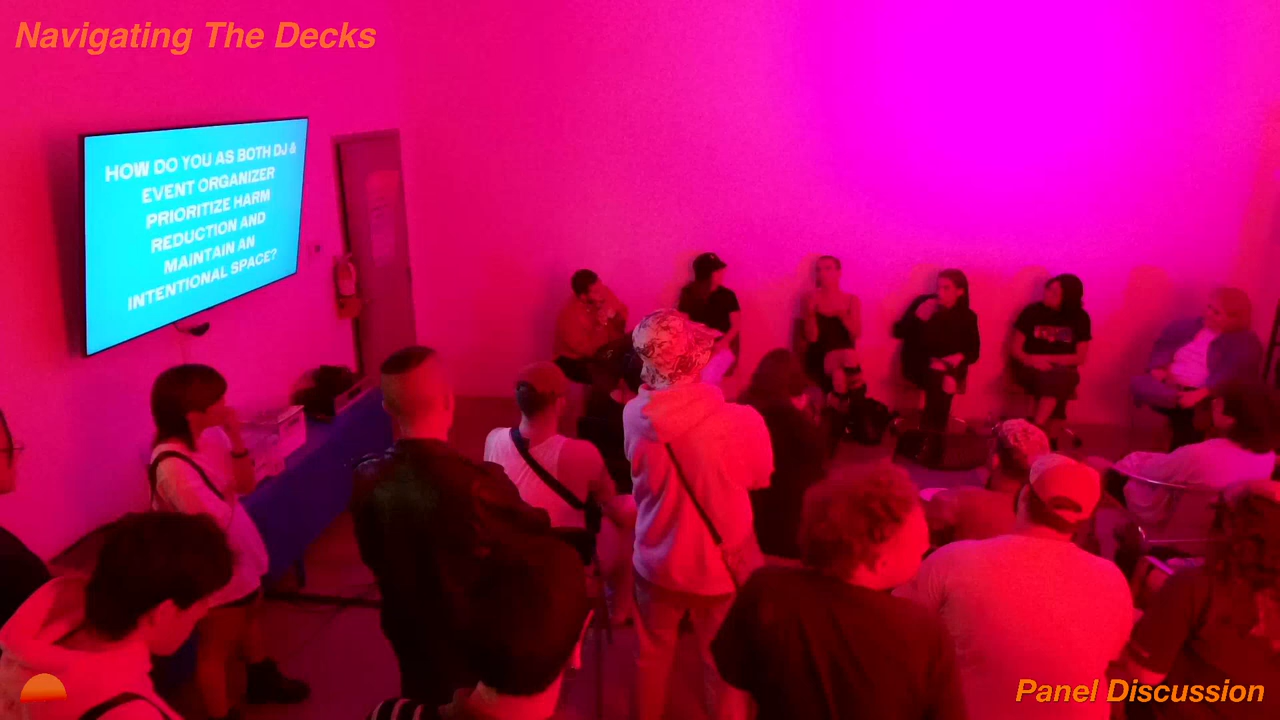 Navigating The Decks
HOW DO YOU AS BOTH DJ &
EVENT ORGANIZER
PRIORITIZE HARM
REDUCTION AND
MAINTAIN AN
INTENTIONAL SPACE?
Panel Discussion